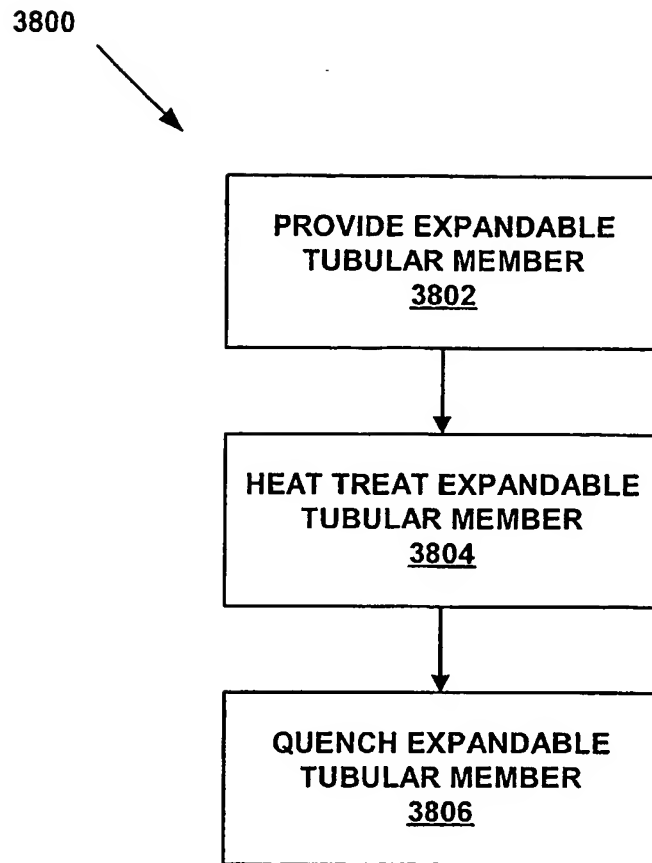 3800
PROVIDE EXPANDABLE
TUBULAR MEMBER
3802
HEAT TREAT EXPANDABLE
TUBULAR MEMBER
3804
QUENCH EXPANDABLE
TUBULAR MEMBER
3806